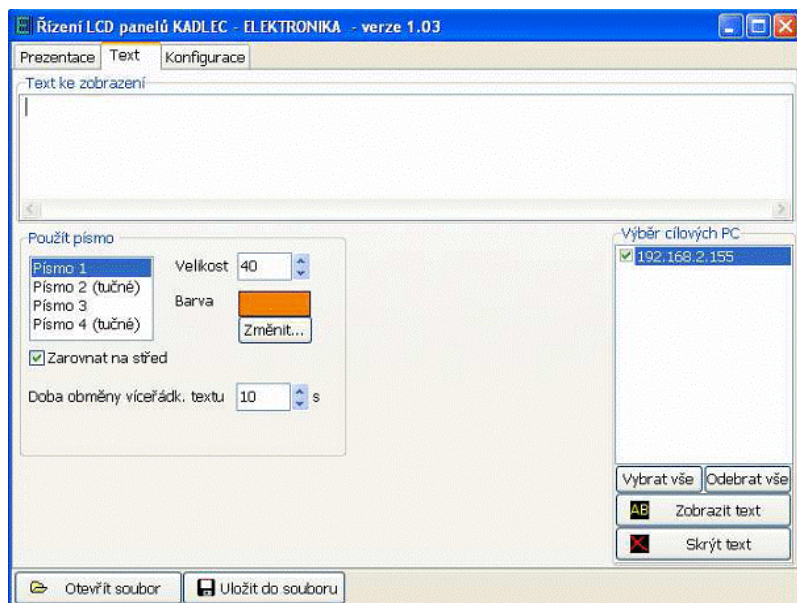 Řízení LCD panelů KADLEC - ELEKTRONIKA - verze 1.03
Prezentace Text Konfigurace
Text ke zobrazení
Použít písmo
Písmo 1
Písmo 2 (tučné)
Písmo 3
Písmo 4 (tučné)
Velikost 40
Barva
Změnit...
Zarovnat na střed
Doba obměny víceřádk. textu 10 s
Výběr cílových PC
192.168.2.155
Vybrat vše Odebrat vše
AB Zobrazit text
Skrýt text
Otevřít soubor Uložit do souboru